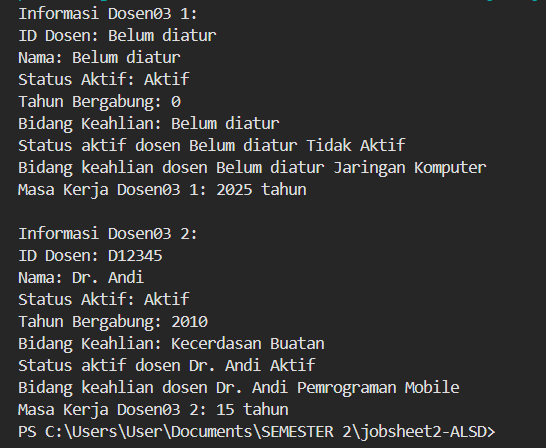 Informasi Dosen03 1:
ID Dosen: Belum diatur
Nama: Belum diatur
Status Aktif: Aktif
Tahun Bergabung: 0
Bidang Keahlian: Belum diatur
Status aktif dosen Belum diatur Tidak Aktif
Bidang keahlian dosen Belum diatur Jaringan Komputer
Masa Kerja Dosen03 1: 2025 tahun

Informasi Dosen03 2:
ID Dosen: D12345
Nama: Dr. Andi
Status Aktif: Aktif
Tahun Bergabung: 2010
Bidang Keahlian: Kecerdasan Buatan
Status aktif dosen Dr. Andi Aktif
Bidang keahlian dosen Dr. Andi Pemrograman Mobile
Masa Kerja Dosen03 2: 15 tahun
PS C:\Users\User\Documents\SEMESTER 2\jobsheet2-ALSD>